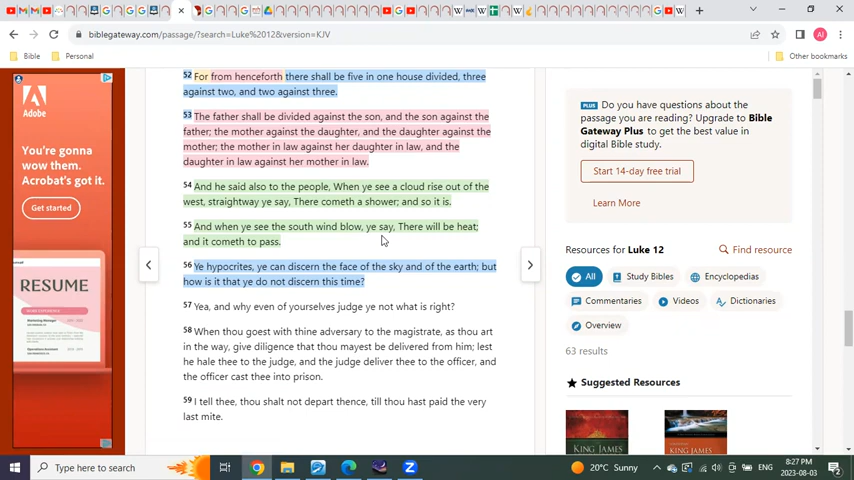 biblegateway.com/passage/?search=Luke%2012&version=KJV
AI
Bible
Personal
Other bookmarks
52 For from henceforth there shall be five in one house divided, three
against two, and two against three.
53 The father shall be divided against the son, and the son against the
father; the mother against the daughter, and the daughter against the
mother; the mother in law against her daughter in law, and the
daughter in law against her mother in law.
54 And he said also to the people, When ye see a cloud rise out of the
west, straightway ye say, There cometh a shower; and so it is.
55 And when ye see the south wind blow, ye say, There will be heat;
and it cometh to pass.
56 Ye hypocrites, ye can discern the face of the sky and of the earth; but
how is it that ye do not discern this time?
57 Yea, and why even of yourselves judge ye not what is right?
58 When thou goest with thine adversary to the magistrate, as thou art
in the way, give diligence that thou mayest be delivered from him; lest
he hale thee to the judge, and the judge deliver thee to the officer, and
the officer cast thee into prison.
59 I tell thee, thou shalt not depart thence, till thou hast paid the very
last mite.
Adobe
You're gonna
wow them.
Acrobat's got it.
Get started
RESUME
PLUS Do you have questions about the
passage you are reading? Upgrade to Bible
Gateway Plus to get the best value in
digital Bible study.
Start 14-day free trial
Learn More
Resources for Luke 12
Find resource
All
Study Bibles
Encyclopedias
Commentaries
Videos
Dictionaries
Overview
63 results
Suggested Resources
KING JAMES
KING JAMES
Type here to search
20°C Sunny
ENG
8:27 PM
2023-08-03
2